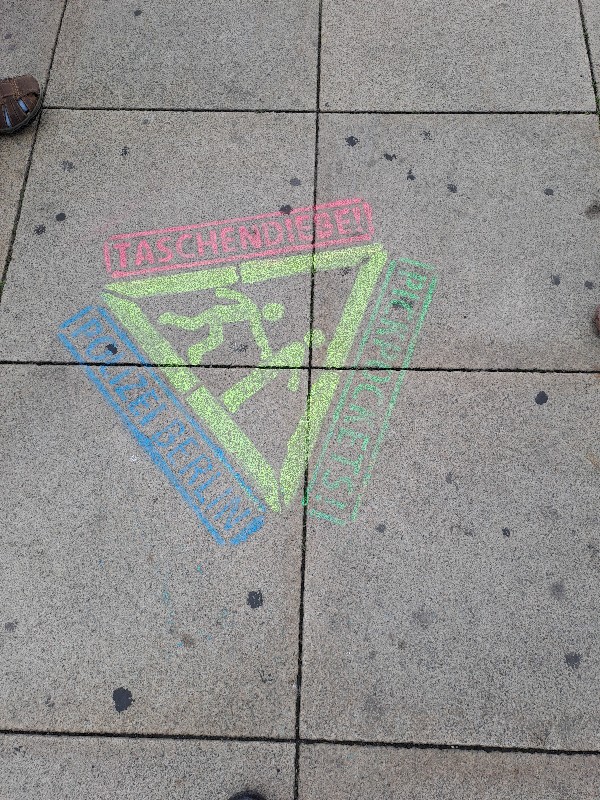 TASCHENDIEBE!
PICKPOCKETS!
POLIZEI BERLIN